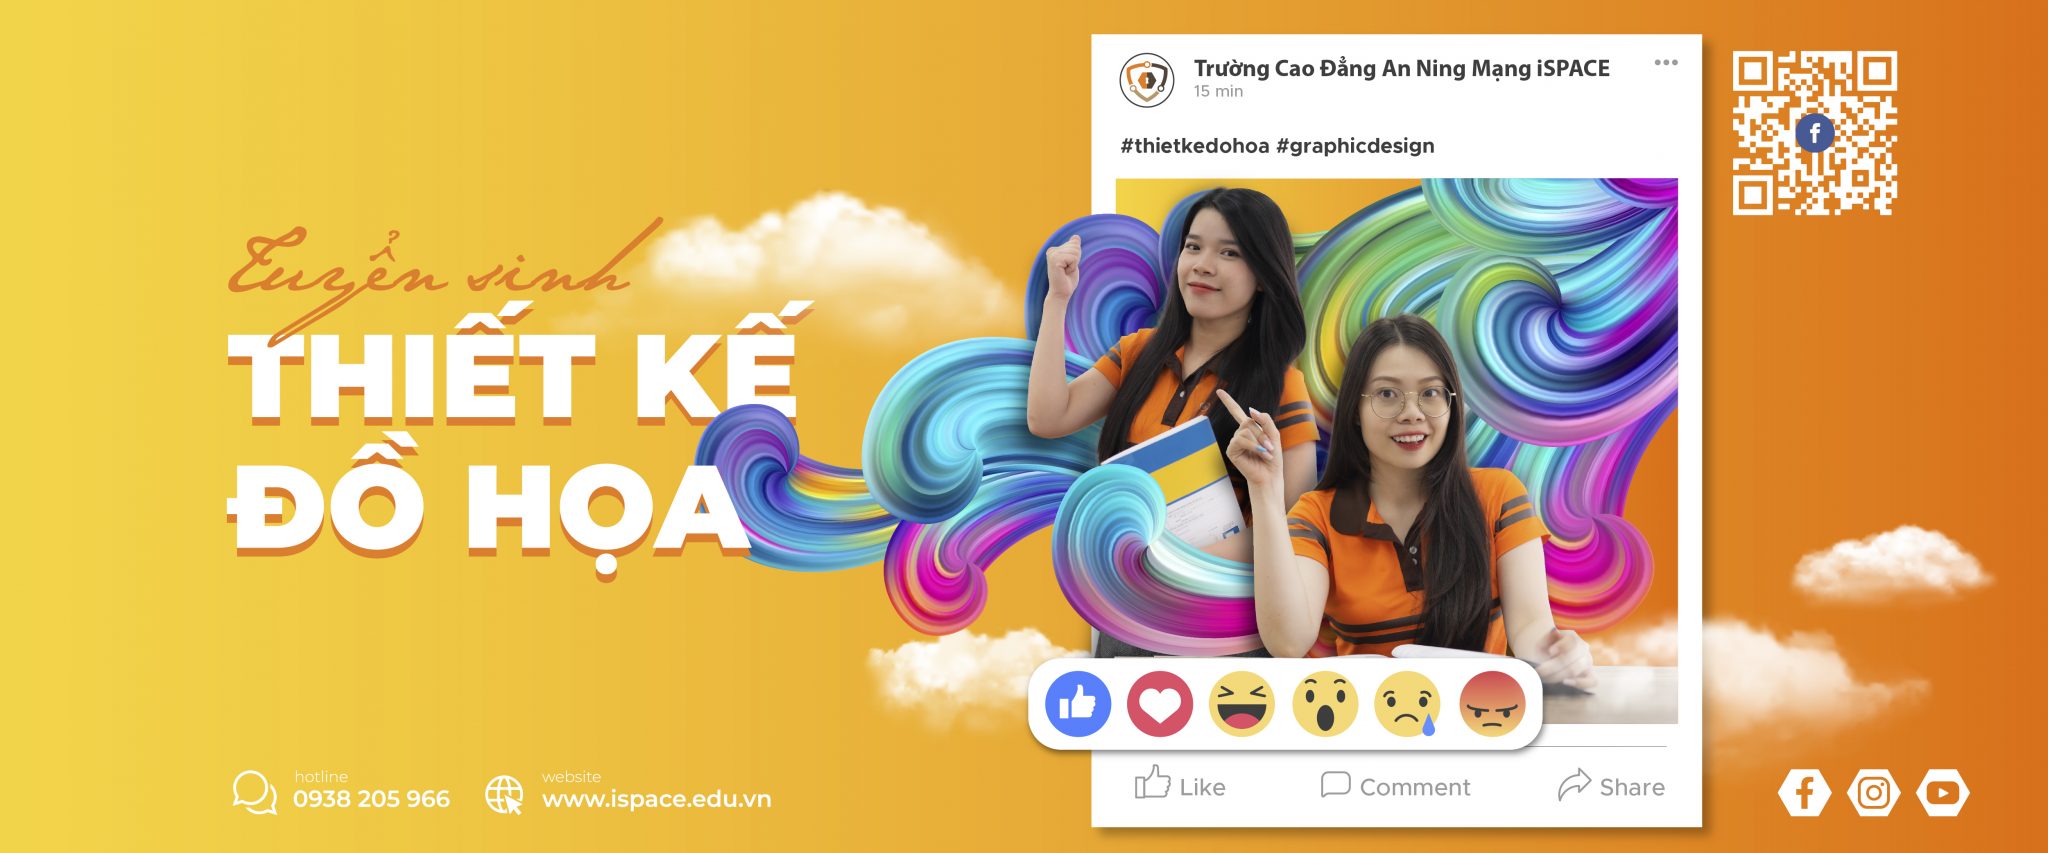 Tuyển sinh
THIẾT KẾ
ĐỒ HỌA
hotline
0938 205 966
website
www.ispace.edu.vn
Trường Cao Đẳng An Ning Mạng iSPACE
15 min
#thietkedohoa #graphicdesign
Like
Comment
Share